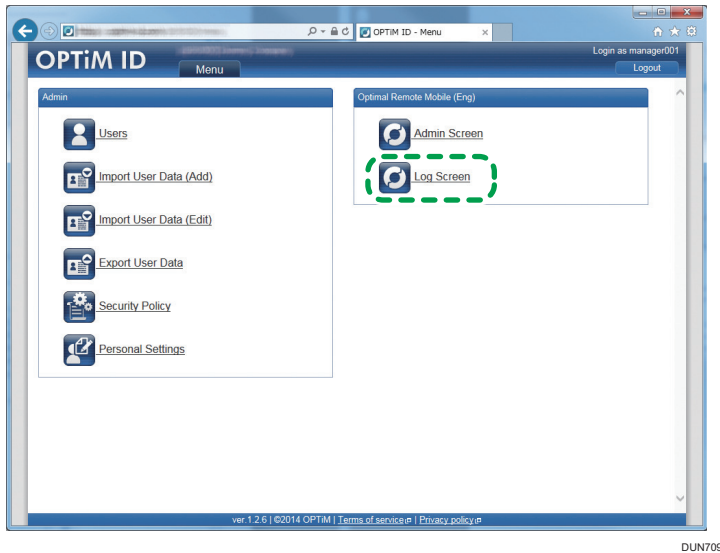 OPTiM ID - Menu
OPTiM ID
Menu
Login as manager001
Logout
Admin
Users
Import User Data (Add)
Import User Data (Edit)
Export User Data
Security Policy
Personal Settings
Optimal Remote Mobile (Eng)
Admin Screen
Log Screen
ver.1.2.6 | ©2014 OPTiM | Terms of service | Privacy policy
DUN709